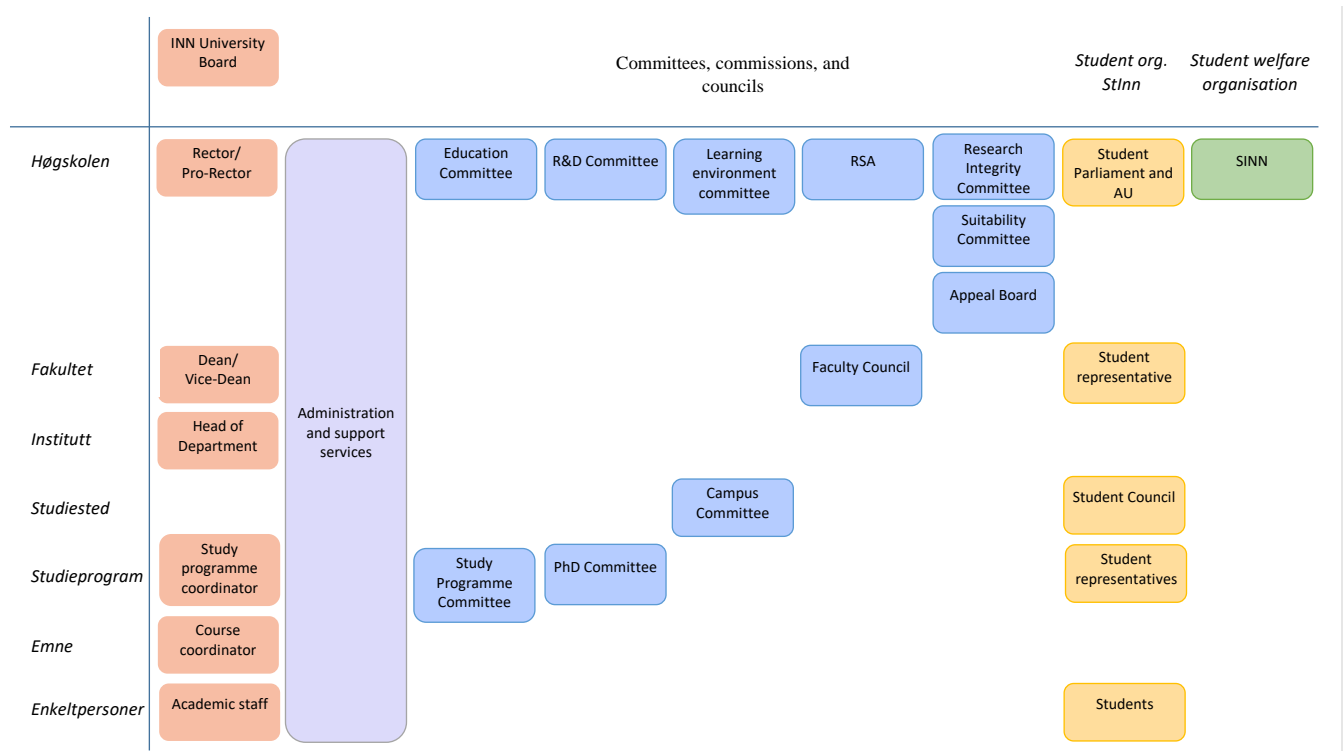 INN University
Board
Committees, commissions, and
councils
Student org.
StInn
Student welfare
organisation
Høgskolen
Rector/
Pro-Rector
Education
Committee
R&D Committee
Learning
environment
committee
RSA
Research
Integrity
Committee
Student
Parliament and
AU
SINN
Suitability
Committee
Appeal Board
Fakultet
Dean/
Vice-Dean
Faculty Council
Student
representative
Administration
and support
services
Institutt
Head of
Department
Studiested
Campus
Committee
Student Council
Studieprogram
Study
programme
coordinator
Study
Programme
Committee
PhD Committee
Student
representatives
Emne
Course
coordinator
Enkeltpersoner
Academic staff
Students